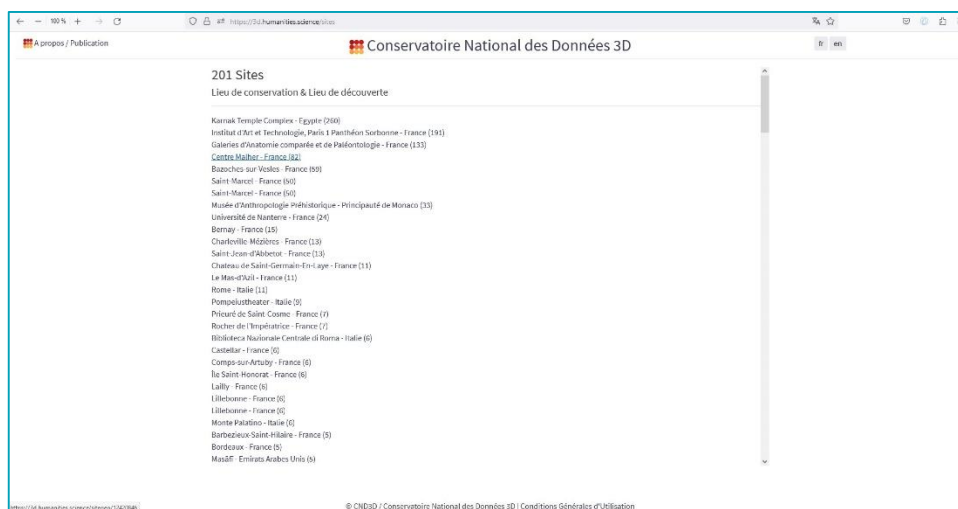 100 %
https://3d.humanities.science/sites
A propos / Publication
Conservatoire National des Données 3D
fr en
201 Sites
Lieu de conservation & Lieu de découverte
Karnak Temple Complex - Egypte (260)
Institut d'Art et Technologie, Paris 1 Panthéon Sorbonne - France (191)
Galeries d'Anatomie comparée et de Paléontologie - France (133)
Centre Malher - France (82)
Bazoches-sur-Vesles - France (59)
Saint-Marcel - France (50)
Saint-Marcel - France (50)
Musée d'Anthropologie Préhistorique - Principauté de Monaco (33)
Université de Nanterre - France (24)
Bernay - France (15)
Charleville-Mézières - France (13)
Saint-Jean-d'Abbetot - France (13)
Chateau de Saint-Germain-En-Laye - France (11)
Le Mas-d'Azil - France (11)
Rome - Italie (11)
Pompeiustheater - Italie (9)
Prieuré de Saint-Cosme - France (7)
Rocher de l'Impératrice - France (7)
Biblioteca Nazionale Centrale di Roma - Italie (6)
Castellar - France (6)
Comps-sur-Artuby - France (6)
Île Saint-Honorat - France (6)
Lailly - France (6)
Lillebonne - France (6)
Lillebonne - France (6)
Monte Palatino - Italie (6)
Barbezieux-Saint-Hilaire - France (5)
Bordeaux - France (5)
Masāfī - Emirats Arabes Unis (5)
© CND3D / Conservatoire National des Données 3D | Conditions Générales d'Utilisation